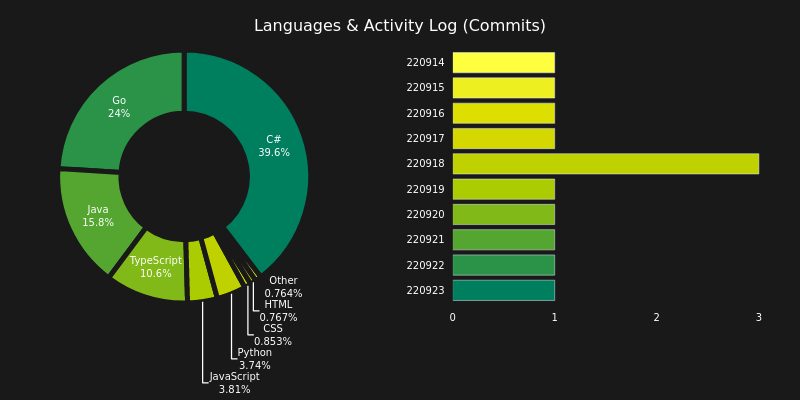 Languages & Activity Log (Commits)
Go
24%
C#
39.6%
Java
15.8%
TypeScript
10.6%
Other
0.764%
HTML
0.767%
CSS
0.853%
Python
3.74%
JavaScript
3.81%
220914
220915
220916
220917
220918
220919
220920
220921
220922
220923
0 1 2 3